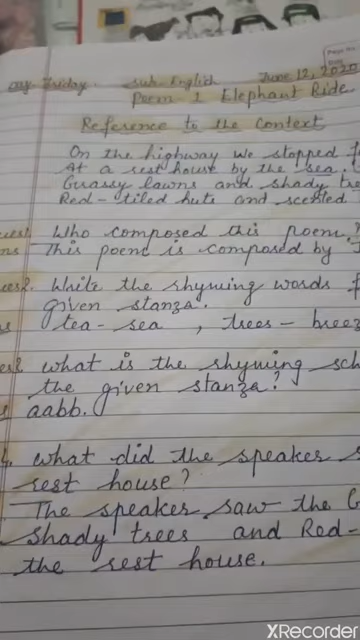 Day- Friday. Sub- English June 12, 2020
Poem 1 Elephant Ride
Reference to the Context
On the highway we stopped
At a rest house by the sea.
Grassy lawns and shady
Red-tiled huts and scented
Who composed this poem?
This poem is composed by
Write the rhyming words
given stanza.
tea-sea, trees-
what is the rhyming
the given stanza?
aabb.
what did the speaker
rest house?
The speaker saw the
shady trees and Red-
the rest house.
XRecorder